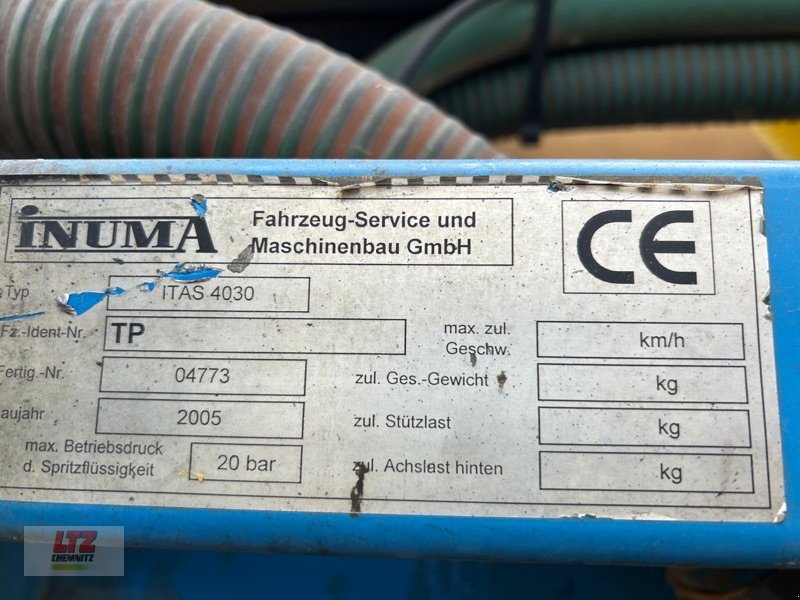 INUMA
Fahrzeug-Service und
Maschinenbau GmbH
CE
Typ ITAS 4030
Fz.-Ident-Nr. TP
max. zul. Geschw. km/h
Fertig.-Nr. 04773
zul. Ges.-Gewicht kg
aujahr 2005
zul. Stützlast kg
max. Betriebsdruck
d. Spritzflüssigkeit 20 bar
zul. Achslast hinten kg
LTZ
CHEMNITZ